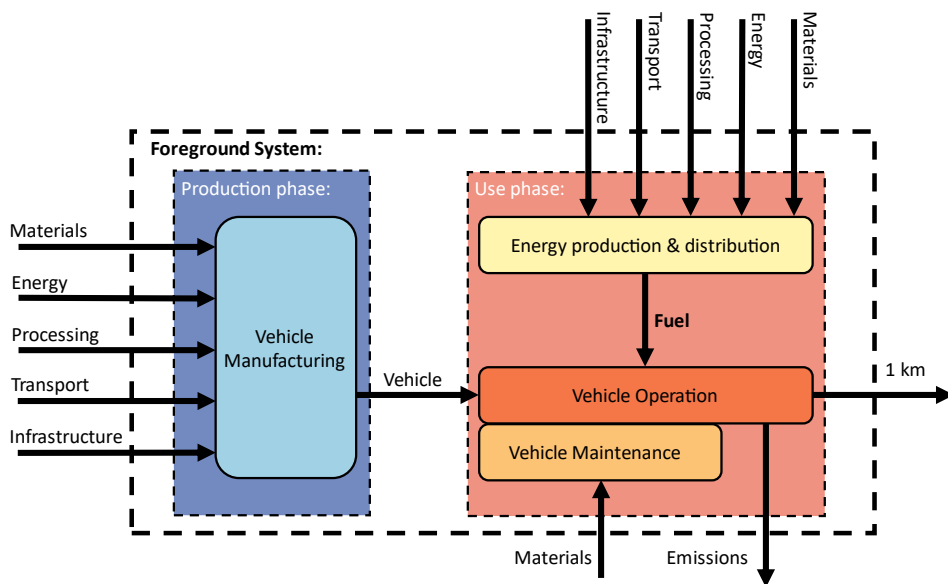 Infrastructure
Transport
Processing
Energy
Materials
Foreground System:
Production phase:
Use phase:
Materials
Energy
Processing
Transport
Infrastructure
Vehicle
Manufacturing
Vehicle
Energy production & distribution
Fuel
Vehicle Operation
1 km
Vehicle Maintenance
Materials
Emissions